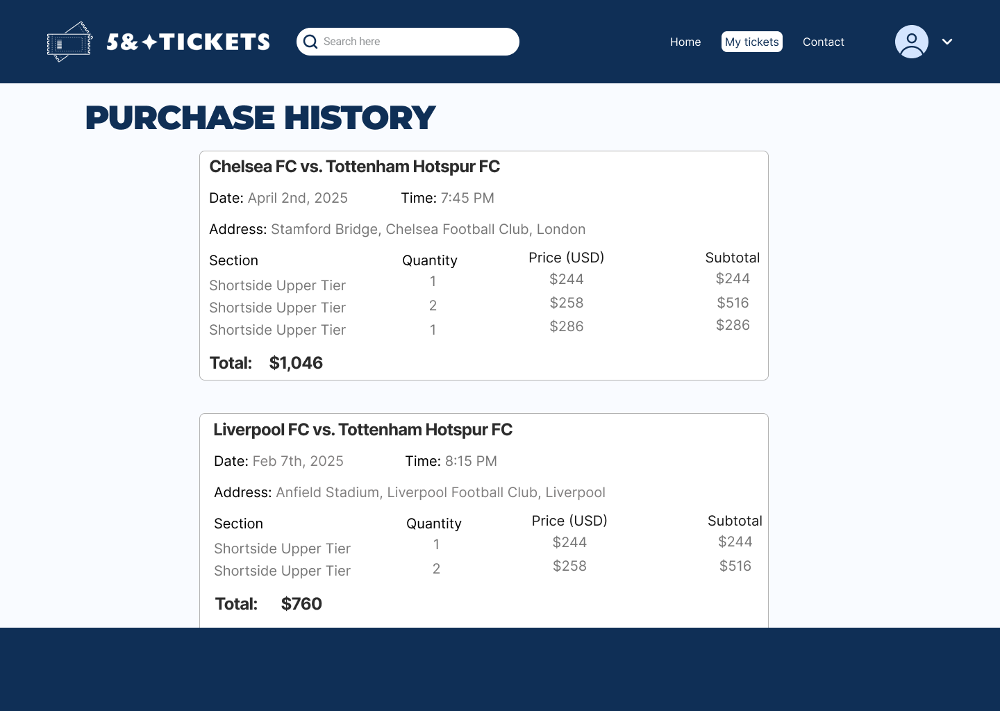 5&✦TICKETS
Search here
Home My tickets Contact
PURCHASE HISTORY
Chelsea FC vs. Tottenham Hotspur FC
Date: April 2nd, 2025 Time: 7:45 PM
Address: Stamford Bridge, Chelsea Football Club, London
Section Quantity Price (USD) Subtotal
Shortside Upper Tier 1 $244 $244
Shortside Upper Tier 2 $258 $516
Shortside Upper Tier 1 $286 $286
Total: $1,046
Liverpool FC vs. Tottenham Hotspur FC
Date: Feb 7th, 2025 Time: 8:15 PM
Address: Anfield Stadium, Liverpool Football Club, Liverpool
Section Quantity Price (USD) Subtotal
Shortside Upper Tier 1 $244 $244
Shortside Upper Tier 2 $258 $516
Total: $760